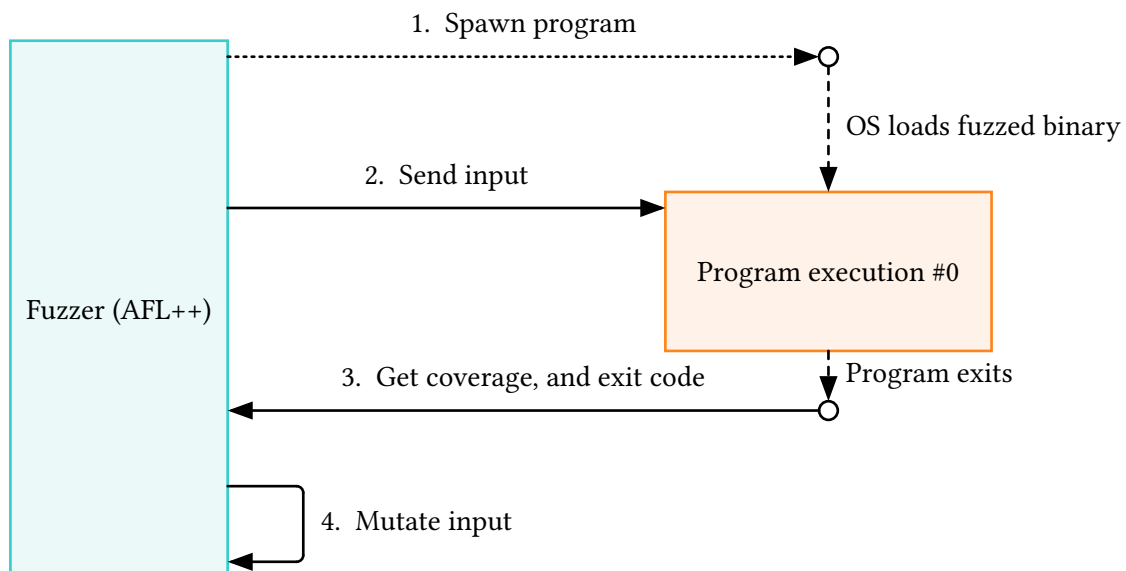 1. Spawn program
OS loads fuzzed binary
2. Send input
Program execution #0
Fuzzer (AFL++)
3. Get coverage, and exit code
Program exits
4. Mutate input